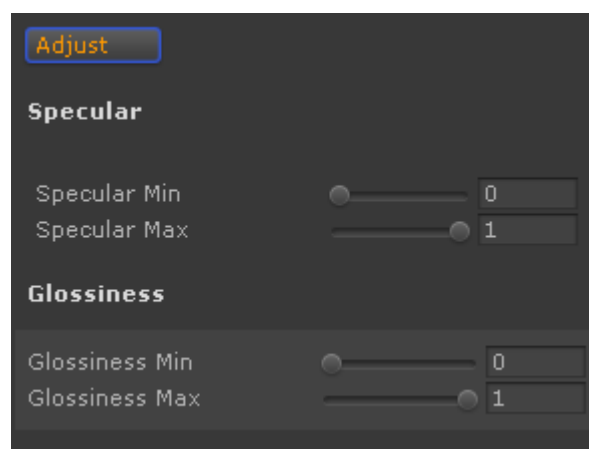 Adjust
Specular
Specular Min 0
Specular Max 1
Glossiness
Glossiness Min 0
Glossiness Max 1